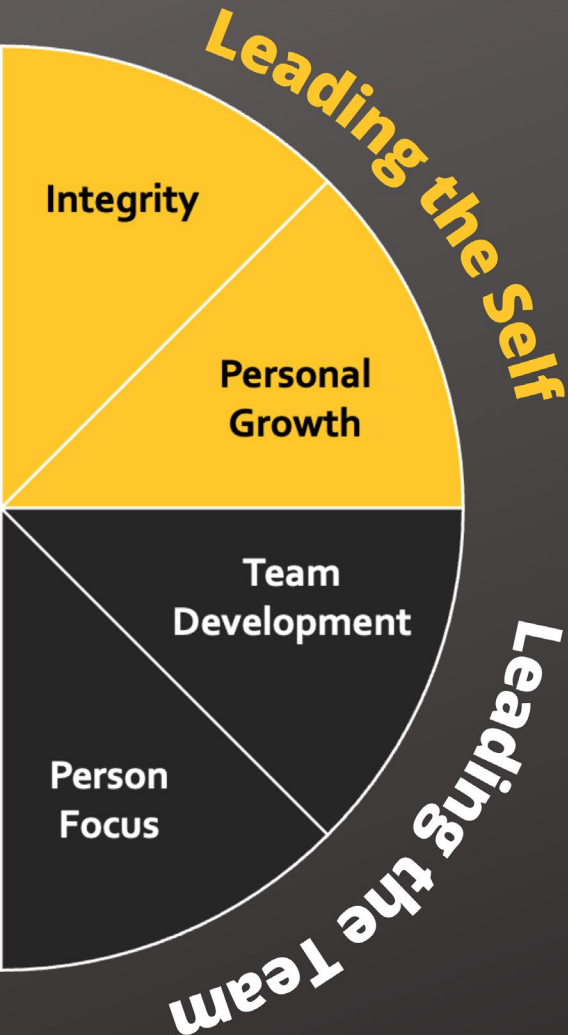 Leading the Self
Integrity
Personal
Growth
Team
Development
Person
Focus
Leading the Team